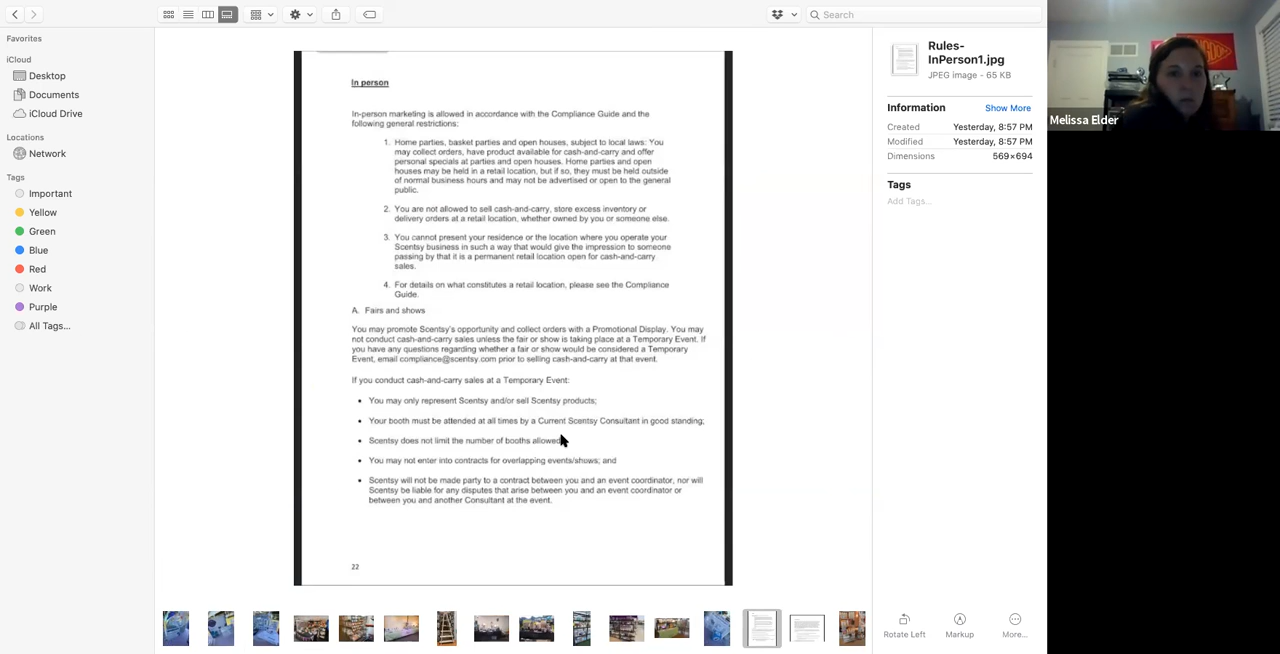 Search
Favorites
iCloud
Desktop
Documents
iCloud Drive
Locations
Network
Tags
Important
Yellow
Green
Blue
Red
Work
Purple
All Tags...
In person
In-person marketing is allowed in accordance with the Compliance Guide and the
following general restrictions:
1. Home parties, basket parties and open houses, subject to local laws: You
may collect orders, have product available for cash-and-carry and offer
personal specials at parties and open houses. Home parties and open
houses may be held in a retail location, but if so, they must be held outside
of normal business hours and may not be advertised or open to the general
public.
2. You are not allowed to sell cash-and-carry, store excess inventory or
delivery orders at a retail location, whether owned by you or someone else.
3. You cannot present your residence or the location where you operate your
Scentsy business in such a way that would give the impression to someone
passing by that it is a permanent retail location open for cash-and-carry
sales.
4. For details on what constitutes a retail location, please see the Compliance
Guide.
A. Fairs and shows
You may promote Scentsy's opportunity and collect orders with a Promotional Display. You may
not conduct cash-and-carry sales unless the fair or show is taking place at a Temporary Event. If
you have any questions regarding whether a fair or show would be considered a Temporary
Event, email compliance@scentsy.com prior to selling cash-and-carry at that event.
If you conduct cash-and-carry sales at a Temporary Event:
• You may only represent Scentsy and/or sell Scentsy products;
• Your booth must be attended at all times by a Current Scentsy Consultant in good standing;
• Scentsy does not limit the number of booths allowed
• You may not enter into contracts for overlapping events/shows; and
• Scentsy will not be made party to a contract between you and an event coordinator, nor will
Scentsy be liable for any disputes that arise between you and an event coordinator or
between you and another Consultant at the event.
22
Rules-
InPerson1.jpg
JPEG image - 65 KB
Information Show More
Created Yesterday, 8:57 PM
Modified Yesterday, 8:57 PM
Dimensions 569×694
Tags
Add Tags...
Rotate Left Markup More...
Melissa Elder